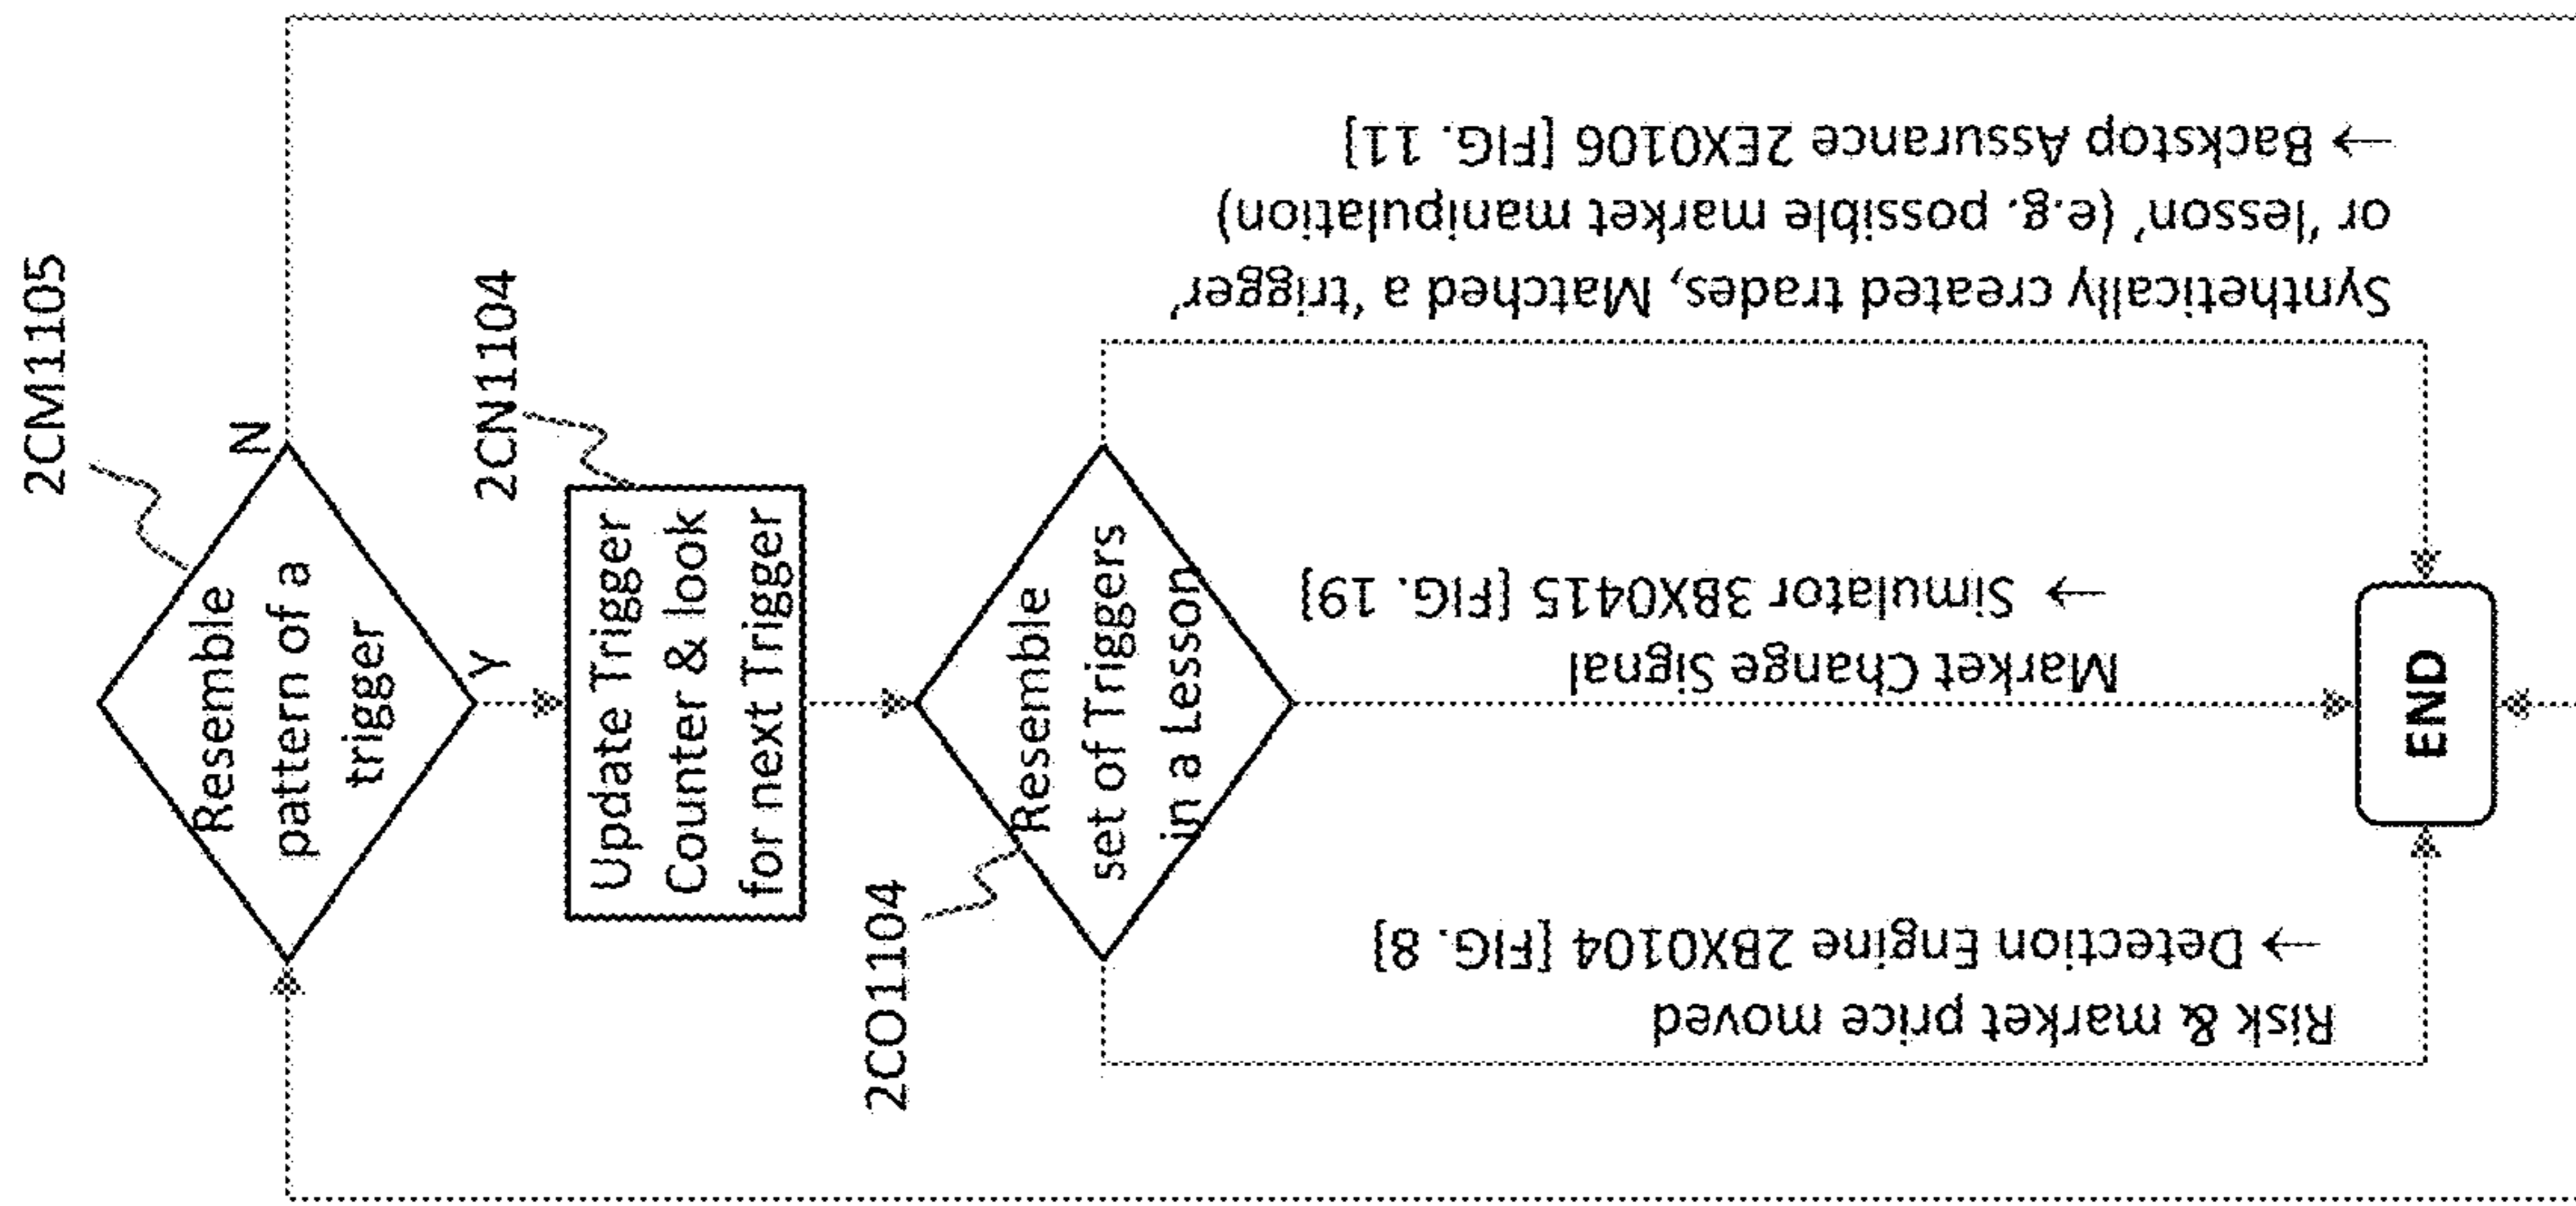 2CM1105
Resemble
pattern of a
trigger
N
Y
2CN1104
Update Trigger
Counter & look
for next Trigger
2CO1104
Resemble
set of Triggers
in a Lesson
Synthetically created trades, Matched a ‘trigger’
or ‘lesson’ (e.g. possible market manipulation)
→ Backstop Assurance 2EX0106 [FIG. 11]
Market Change Signal
→ Simulator 3BX0415 [FIG. 19]
Risk & market price moved
→ Detection Engine 2BX0104 [FIG. 8]
END